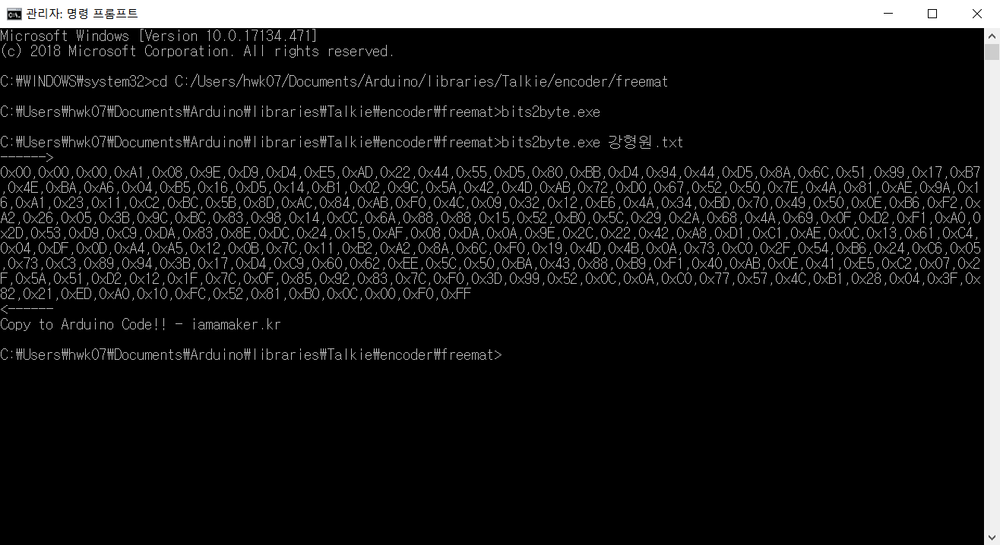 관리자: 명령 프롬프트
Microsoft Windows [Version 10.0.17134.471]
(c) 2018 Microsoft Corporation. All rights reserved.
C:₩WINDOWS₩system32>cd C:/Users/hwk07/Documents/Arduino/libraries/Talkie/encoder/freemat
C:₩Users₩hwk07₩Documents₩Arduino₩libraries₩Talkie₩encoder₩freemat>bits2byte.exe
C:₩Users₩hwk07₩Documents₩Arduino₩libraries₩Talkie₩encoder₩freemat>bits2byte.exe 강형원.txt
------>
0x00,0x00,0x00,0xA1,0x08,0x9E,0xD9,0xD4,0xE5,0xAD,0x22,0x44,0x55,0xD5,0x80,0xBB,0xD4,0x94,0x44,0xD5,0x8A,0x6C,0x51,0x99,0x17,0xB7
,0x4E,0xBA,0xA6,0x04,0xB5,0x16,0xD5,0x14,0xB1,0x02,0x9C,0x5A,0x42,0x4D,0xAB,0x72,0xD0,0x67,0x52,0x50,0x7E,0x4A,0x81,0xAE,0x9A,0x1
6,0xA1,0x23,0x11,0xC2,0xBC,0x5B,0x8D,0xAC,0x84,0xAB,0xF0,0x4C,0x09,0x32,0x12,0xE6,0x4A,0x34,0xBD,0x70,0x49,0x50,0x0E,0xB6,0xF2,0x
A2,0x26,0x05,0x3B,0x9C,0xBC,0x83,0x98,0x14,0xCC,0x6A,0x88,0x88,0x15,0x52,0xB0,0x5C,0x29,0x2A,0x68,0x4A,0x69,0x0F,0xD2,0xF1,0xA0,0
x2D,0x53,0xD9,0xC9,0xDA,0x83,0x8E,0xDC,0x24,0x15,0xAF,0x08,0xDA,0x0A,0x9E,0x2C,0x22,0x42,0xA8,0xD1,0xC1,0xAE,0x0C,0x13,0x61,0xC4,
0x04,0xDF,0x0D,0xA4,0xA5,0x12,0x0B,0x7C,0x11,0xB2,0xA2,0x8A,0x6C,0xF0,0x19,0x4D,0x4B,0x0A,0x73,0xC0,0x2F,0x54,0xB6,0x24,0xC6,0x05
,0x73,0xC3,0x89,0x94,0x3B,0x17,0xD4,0xC9,0x60,0x62,0xEE,0x5C,0x50,0xBA,0x43,0x88,0xB9,0xF1,0x40,0xAB,0x0E,0x41,0xE5,0xC2,0x07,0x2
F,0x5A,0x51,0xD2,0x12,0x1F,0x7C,0x0F,0x85,0x92,0x83,0x7C,0xF0,0x3D,0x99,0x52,0x0C,0x0A,0xC0,0x77,0x57,0x4C,0xB1,0x28,0x04,0x3F,0x
82,0x21,0xED,0xA0,0x10,0xFC,0x52,0x81,0xB0,0x0C,0x00,0xF0,0xFF
<------
Copy to Arduino Code!! - iamamaker.kr
C:₩Users₩hwk07₩Documents₩Arduino₩libraries₩Talkie₩encoder₩freemat>